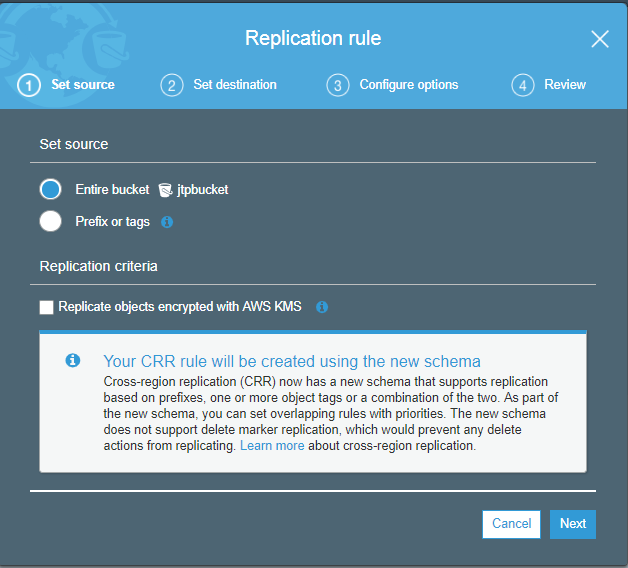 Replication rule
1 Set source 2 Set destination 3 Configure options 4 Review
Set source
Entire bucket jtpbucket
Prefix or tags
Replication criteria
Replicate objects encrypted with AWS KMS
Your CRR rule will be created using the new schema
Cross-region replication (CRR) now has a new schema that supports replication
based on prefixes, one or more object tags or a combination of the two. As part
of the new schema, you can set overlapping rules with priorities. The new schema
does not support delete marker replication, which would prevent any delete
actions from replicating. Learn more about cross-region replication.
Cancel Next